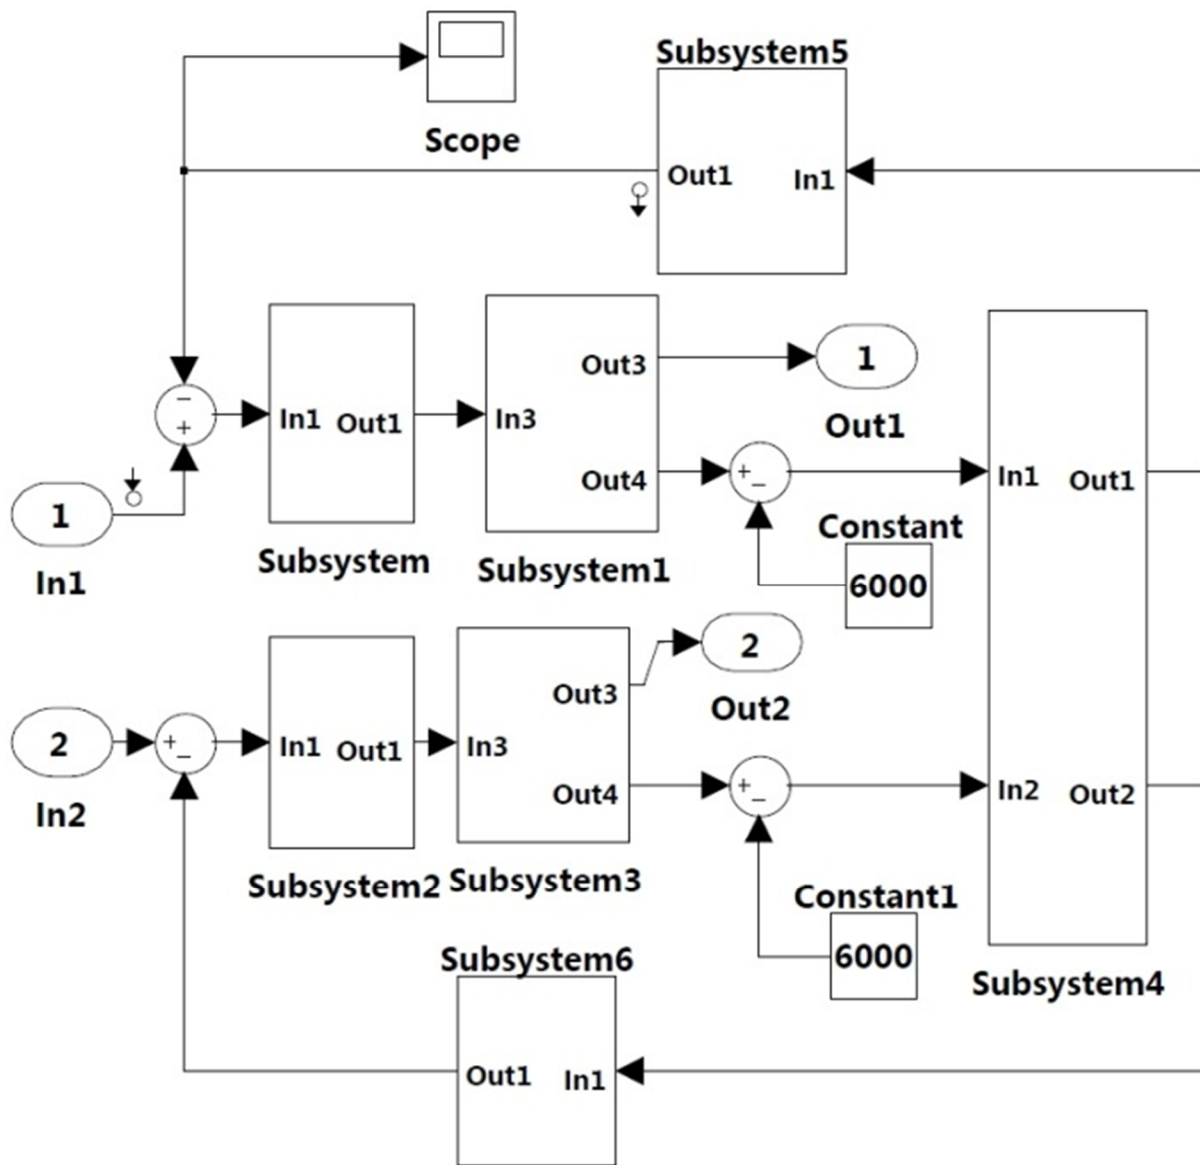 Subsystem5
Scope
Out1 In1
Out3
1
− +
In1 Out1
In3
Out1
Out4
+ −
In1 Out1
1
Constant
In1
Subsystem
Subsystem1
6000
2
Out3
Out2
2
+ −
In1 Out1
In3
In2
Out4
+ −
In2 Out2
Subsystem2
Subsystem3
Constant1
Subsystem6
6000
Subsystem4
Out1 In1